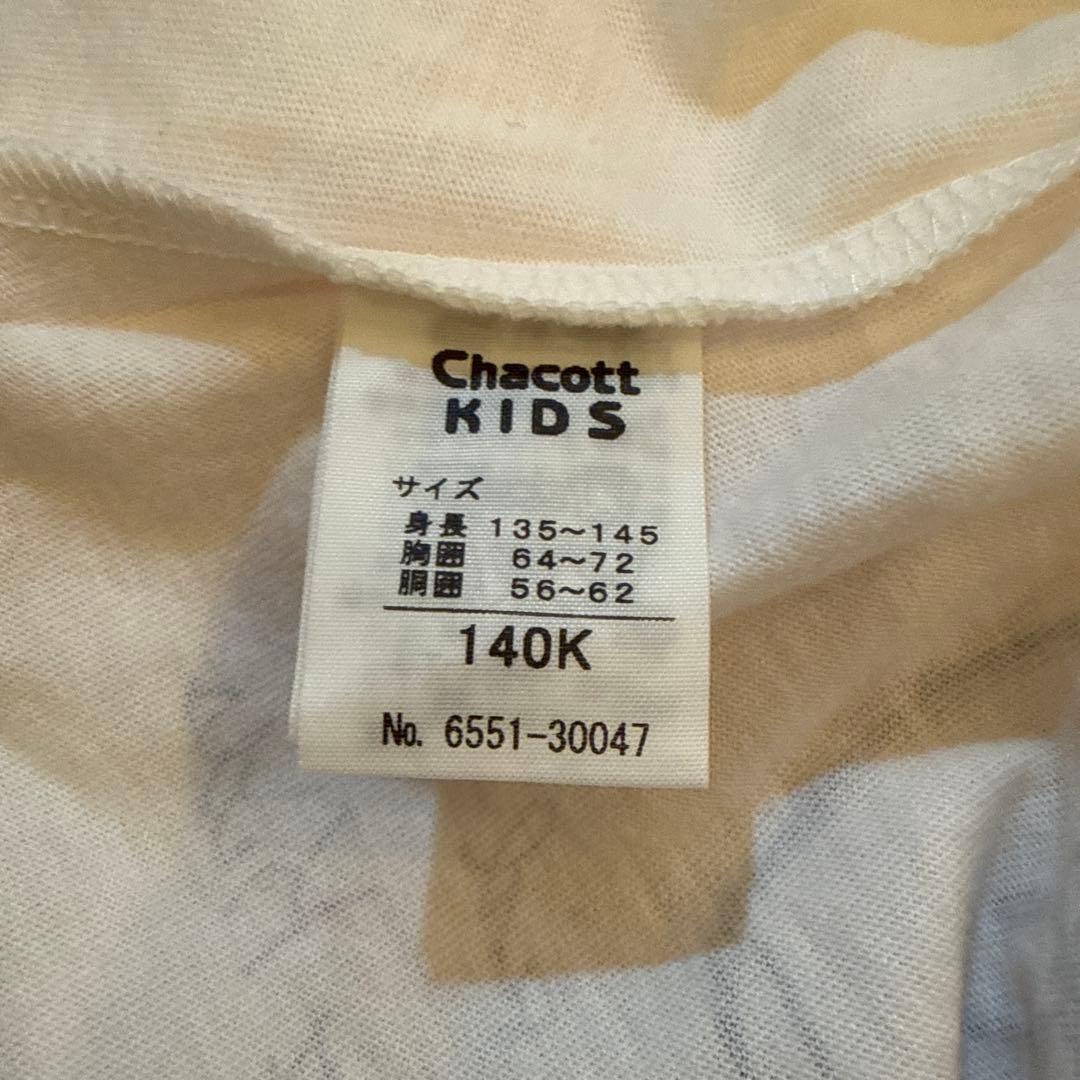 Chacott
KIDS
サイズ
身長 135～145
胸囲 64～72
胴囲 56～62
140K
No. 6551-30047